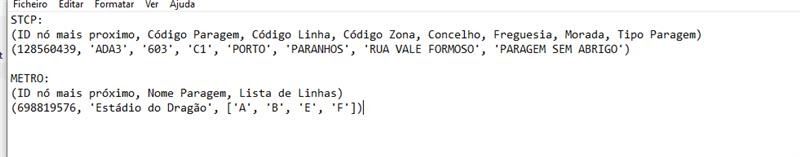 Ficheiro Editar Formatar Ver Ajuda
STCP:
(ID nó mais proximo, Código Paragem, Código Linha, Código Zona, Concelho, Freguesia, Morada, Tipo Paragem)
(128560439, 'ADA3', '603', 'C1', 'PORTO', 'PARANHOS', 'RUA VALE FORMOSO', 'PARAGEM SEM ABRIGO')
METRO:
(ID nó mais próximo, Nome Paragem, Lista de Linhas)
(698819576, 'Estádio do Dragão', ['A', 'B', 'E', 'F'])